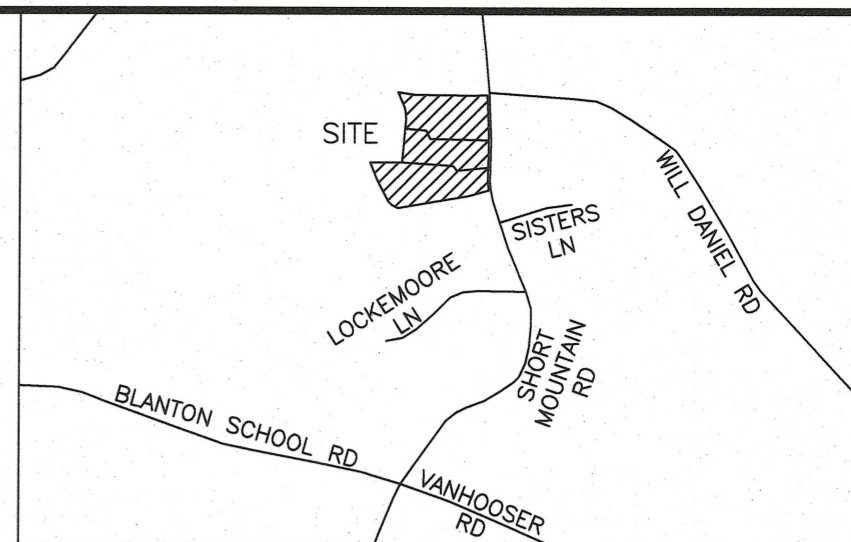 SITE
WILL DANIEL RD
SISTERS
LN
LOCKEMOORE
LN
SHORT
MOUNTAIN
RD
BLANTON SCHOOL RD
VANHOOSER
RD